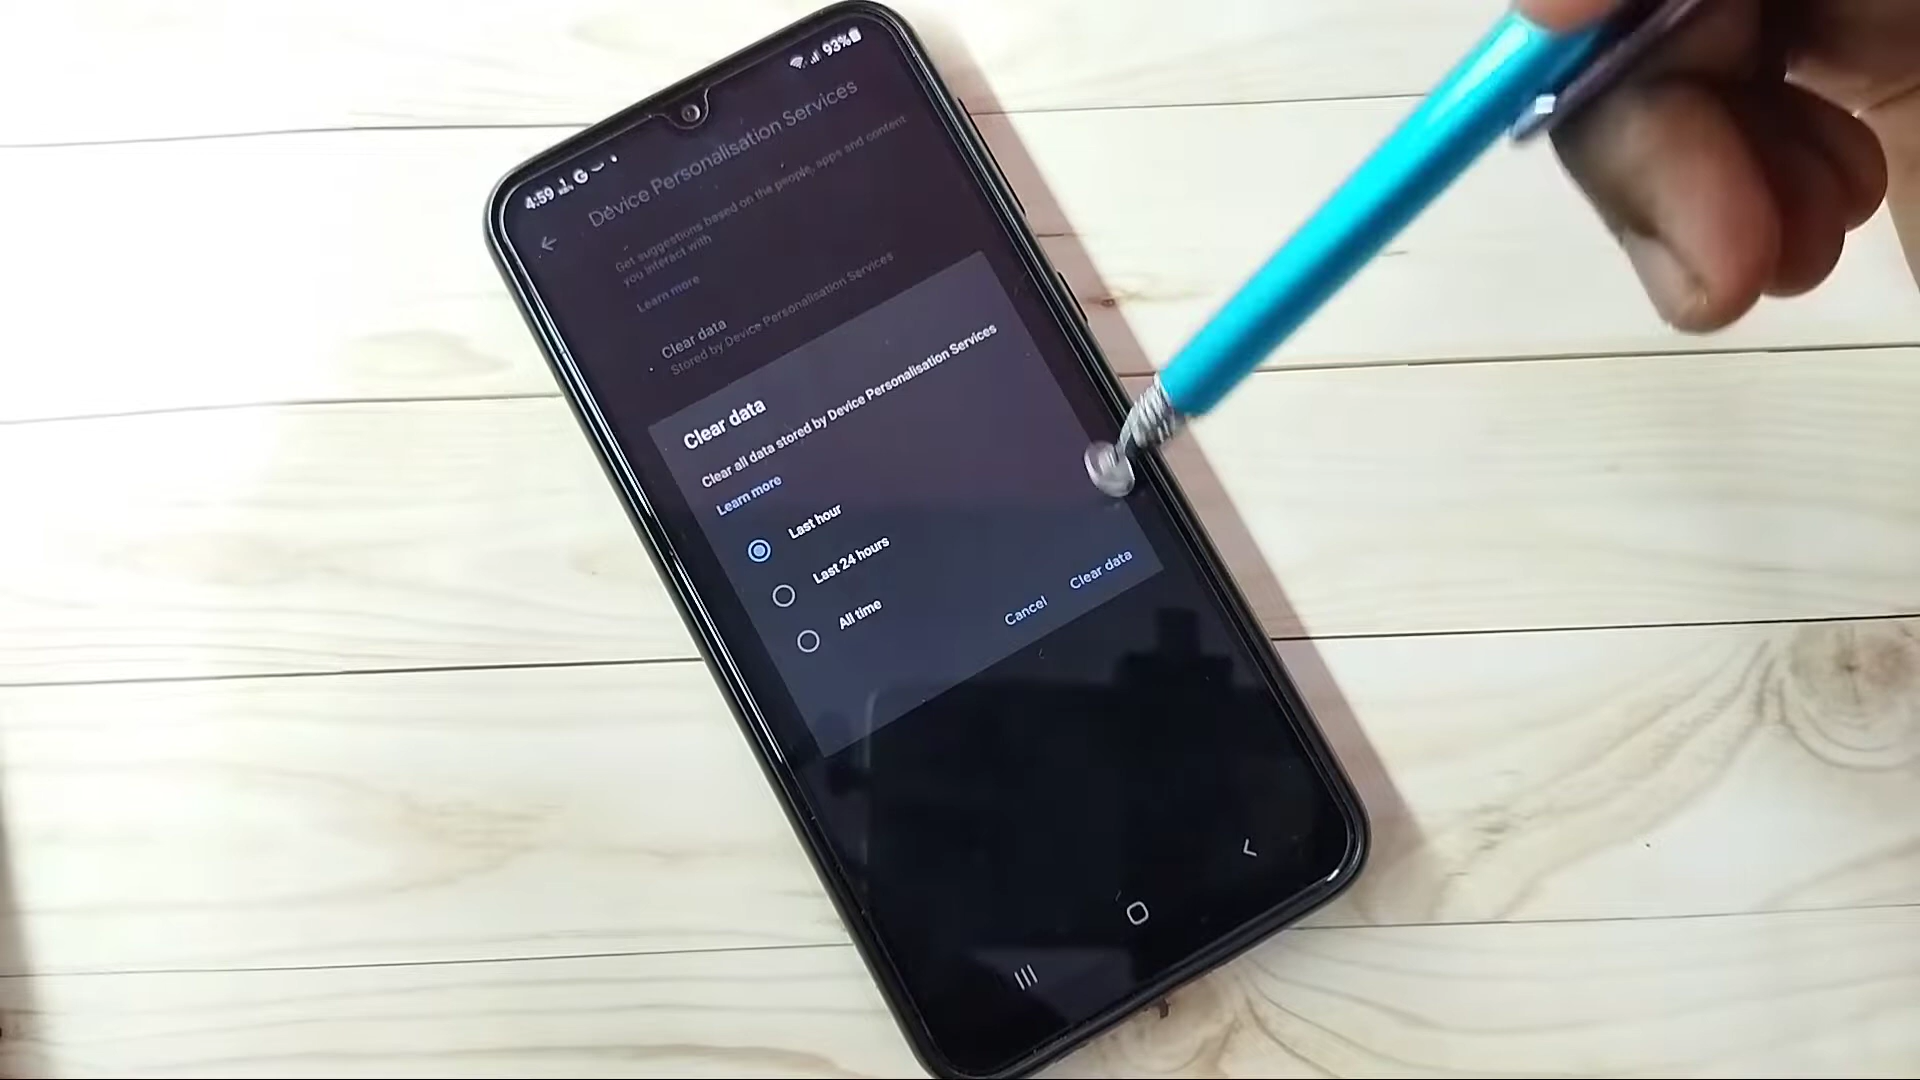 4:59
93%
Device Personalisation Services
Get suggestions based on the people, apps and content
you interact with
Learn more
Clear data
Stored by Device Personalisation Services
Clear data
Clear all data stored by Device Personalisation Services
Learn more
Last hour
Last 24 hours
All time
Cancel
Clear data